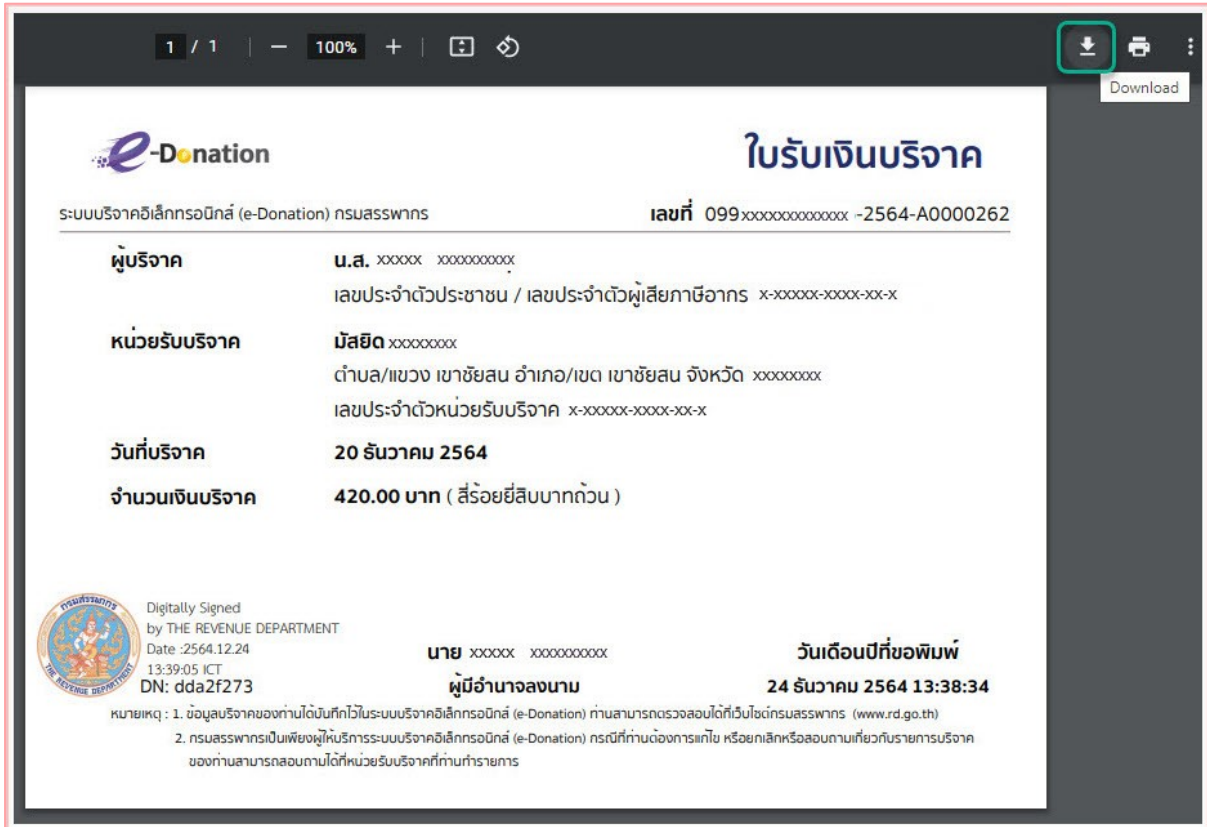 1 / 1 | − 100% + |
Download
e-Donation
ใบรับเงินบริจาค
ระบบบริจาคอิเล็กทรอนิกส์ (e-Donation) กรมสรรพากร
เลขที่ 099xxxxxxxxxxxxx -2564-A0000262
ผู้บริจาค น.ส. xxxxx xxxxxxxxxx
เลขประจำตัวประชาชน / เลขประจำตัวผู้เสียภาษีอากร x-xxxxx-xxxx-xx-x
หน่วยรับบริจาค มัสยิด xxxxxxxx
ตำบล/แขวง เขาชัยสน อำเภอ/เขต เขาชัยสน จังหวัด xxxxxxxx
เลขประจำตัวหน่วยรับบริจาค x-xxxxx-xxxx-xx-x
วันที่บริจาค 20 ธันวาคม 2564
จำนวนเงินบริจาค 420.00 บาท ( สี่ร้อยยี่สิบบาทถ้วน )
กรมสรรพากร
THE REVENUE DEPARTMENT
Digitally Signed
by THE REVENUE DEPARTMENT
Date :2564.12.24
13:39:05 ICT
DN: dda2f273
นาย xxxxx xxxxxxxxxx
ผู้มีอำนาจลงนาม
วันเดือนปีที่ขอพิมพ์
24 ธันวาคม 2564 13:38:34
หมายเหตุ : 1. ข้อมูลบริจาคของท่านได้บันทึกไว้ในระบบบริจาคอิเล็กทรอนิกส์ (e-Donation) ท่านสามารถตรวจสอบได้ที่เว็บไซต์กรมสรรพากร (www.rd.go.th)
2. กรมสรรพากรเป็นเพียงผู้ให้บริการระบบบริจาคอิเล็กทรอนิกส์ (e-Donation) กรณีที่ท่านต้องการแก้ไข หรือยกเลิกหรือสอบถามเกี่ยวกับรายการบริจาค
ของท่านสามารถสอบถามได้ที่หน่วยรับบริจาคที่ท่านทำรายการ